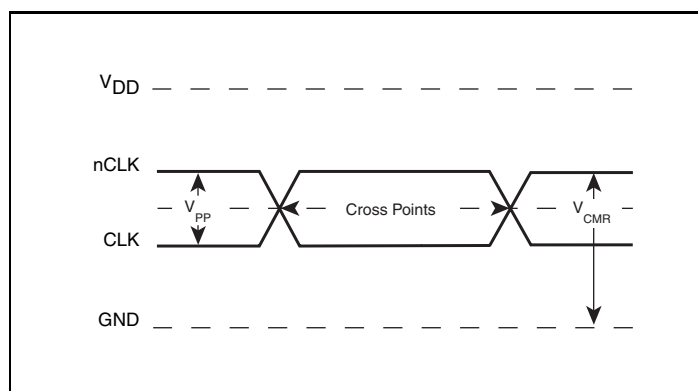 VDD
nCLK
VPP
Cross Points
VCMR
CLK
GND